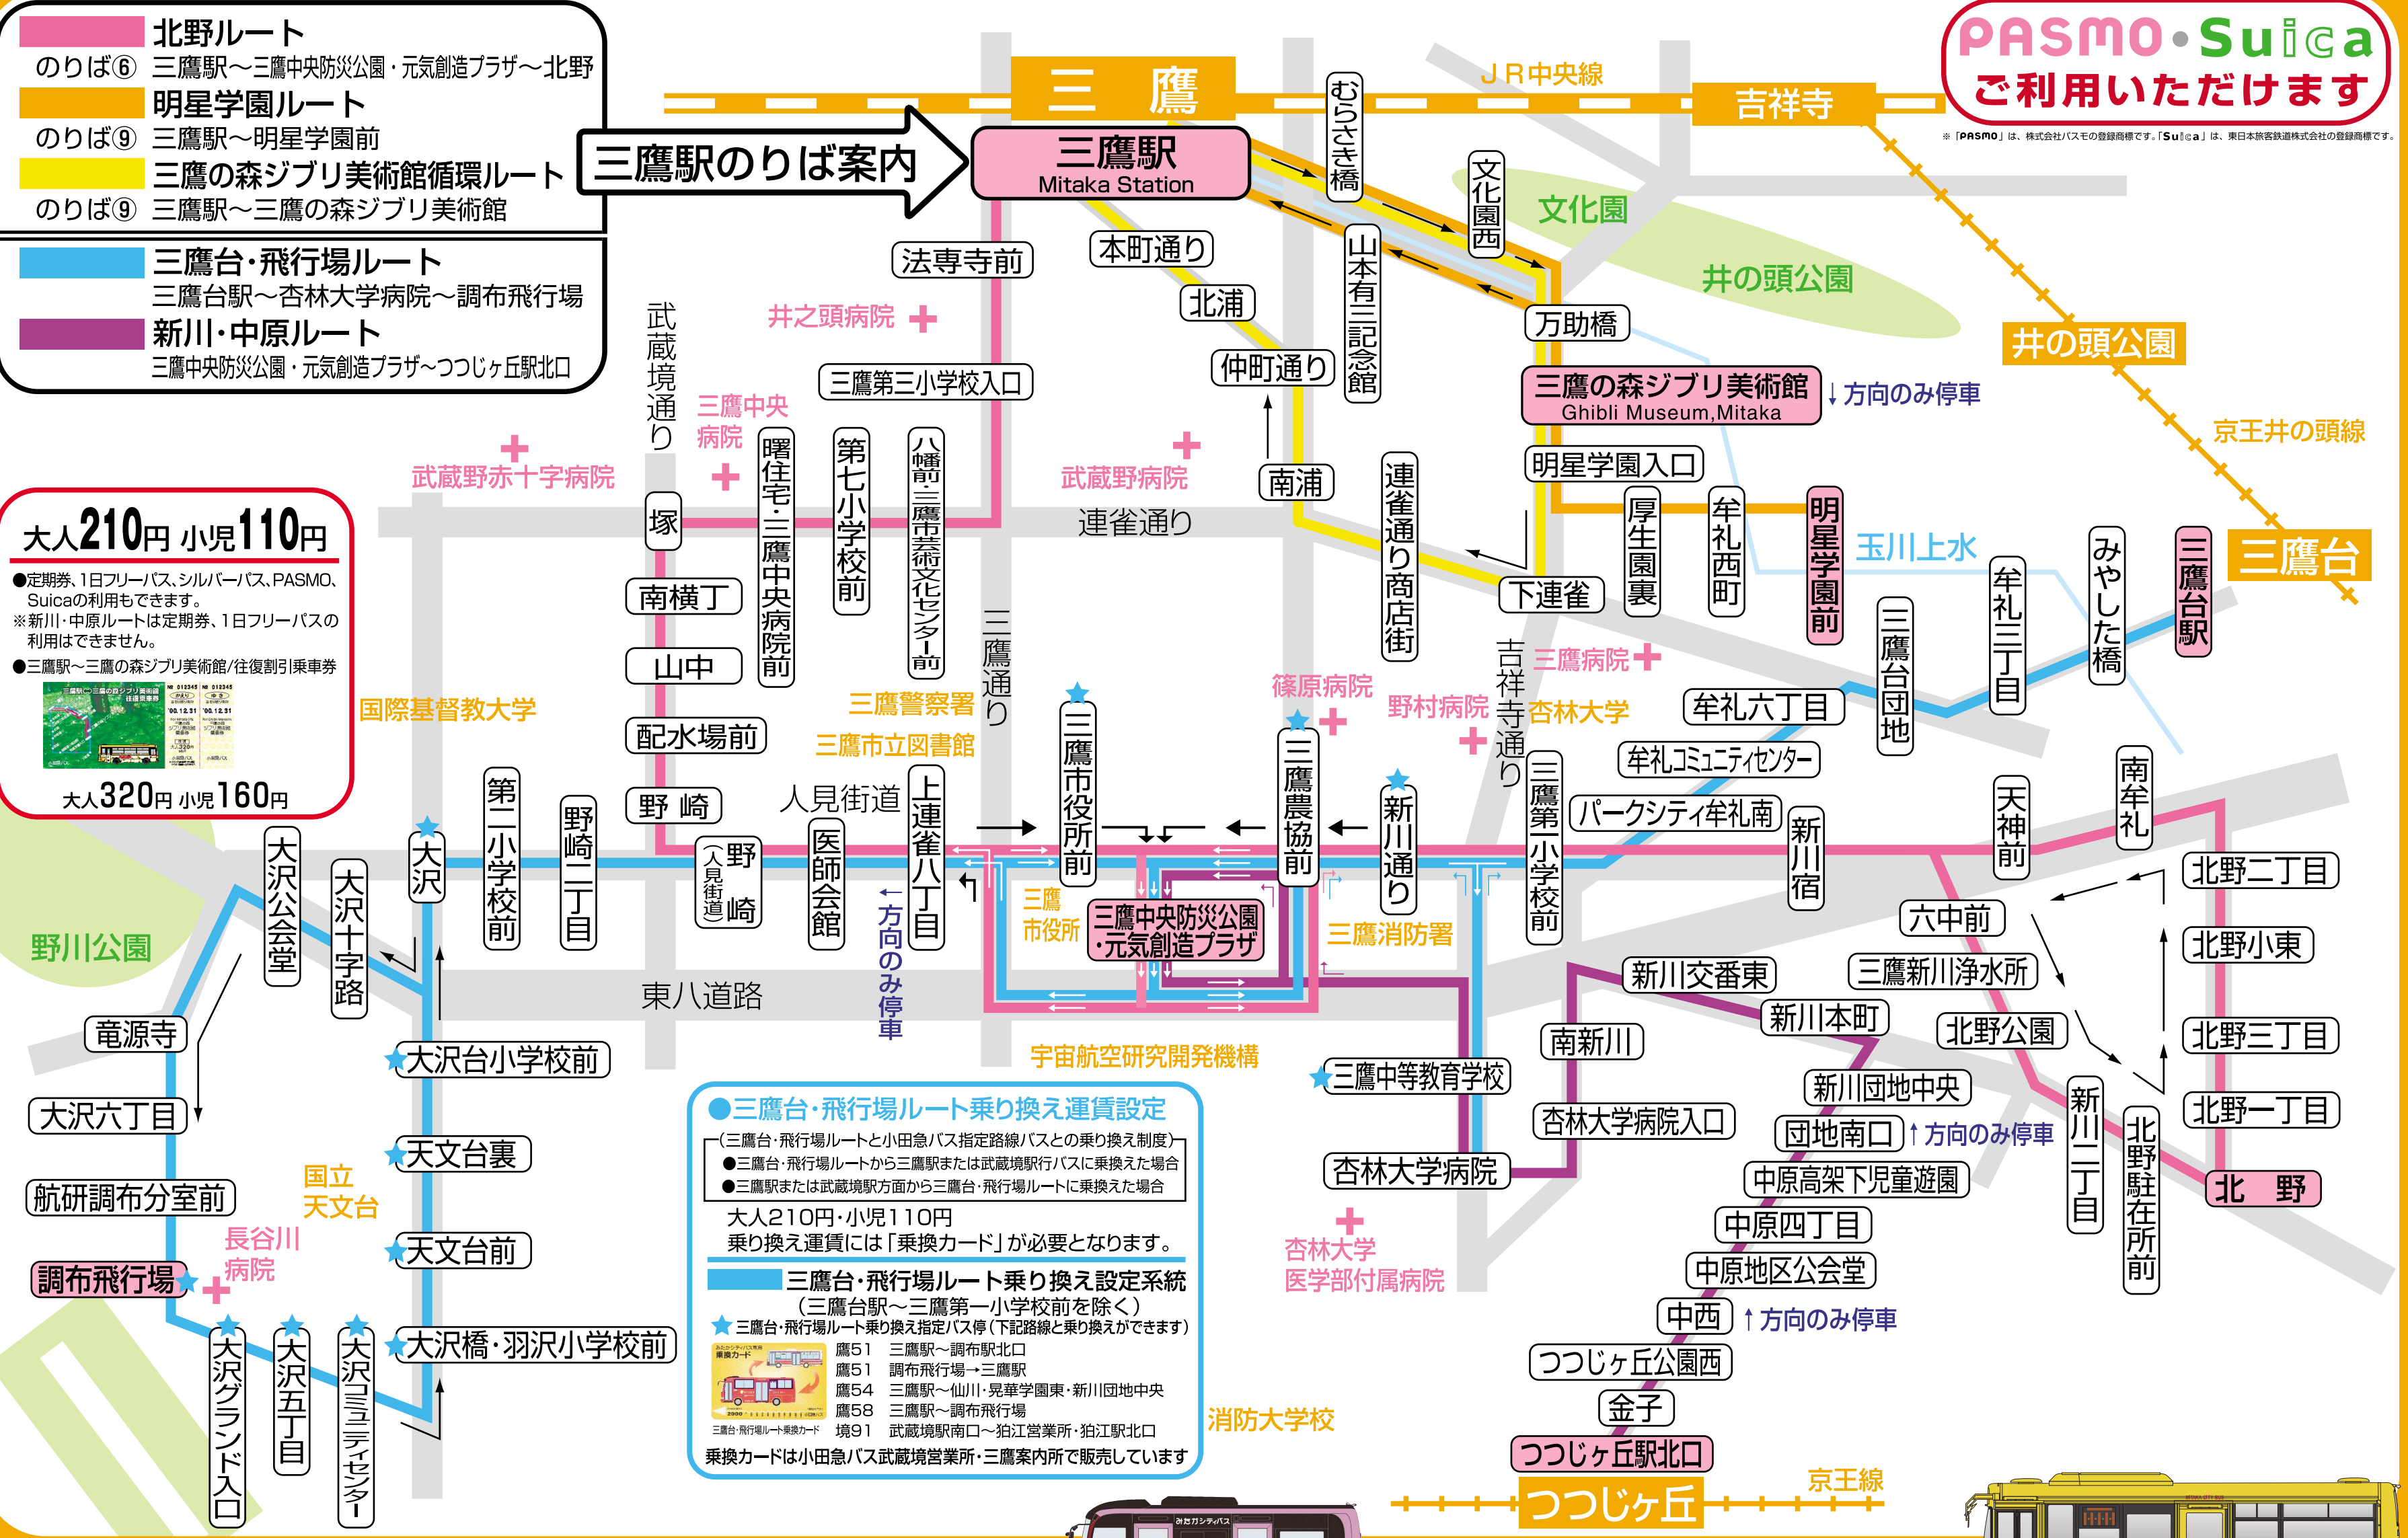 北野ルート
のりば⑥ 三鷹駅～三鷹中央防災公園・元気創造プラザ～北野
明星学園ルート
のりば⑨ 三鷹駅～明星学園前
三鷹の森ジブリ美術館循環ルート
のりば⑨ 三鷹駅～三鷹の森ジブリ美術館
三鷹台・飛行場ルート
三鷹台駅～杏林大学病院～調布飛行場
新川・中原ルート
三鷹中央防災公園・元気創造プラザ～つつじヶ丘駅北口
三鷹駅のりば案内
三鷹
三鷹駅
Mitaka Station
JR中央線
吉祥寺
PASMO・Suica
ご利用いただけます
※「PASMO」は、株式会社パスモの登録商標です。「Suica」は、東日本旅客鉄道株式会社の登録商標です。
むらさき橋
文化園西
文化園
井の頭公園
山本有三記念館
万助橋
三鷹の森ジブリ美術館
Ghibli Museum,Mitaka
↓方向のみ停車
井の頭公園
京王井の頭線
三鷹台
法専寺前
本町通り
北浦
仲町通り
南浦
井之頭病院
三鷹第三小学校入口
武蔵境通り
三鷹中央
病院
武蔵野赤十字病院
武蔵野病院
連雀通り
塚
曙住宅・三鷹中央病院前
第七小学校前
八幡前・三鷹市芸術文化センター前
連雀通り商店街
下連雀
明星学園入口
厚生園裏
牟礼西町
明星学園前
玉川上水
三鷹台団地
牟礼三丁目
みやした橋
三鷹台駅
大人210円 小児110円
●定期券、1日フリーパス、シルバーパス、PASMO、
Suicaの利用もできます。
※新川・中原ルートは定期券、1日フリーパスの
利用はできません。
●三鷹駅～三鷹の森ジブリ美術館/往復割引乗車券
大人320円 小児160円
南横丁
山中
配水場前
野崎
三鷹通り
国際基督教大学
三鷹警察署
三鷹市立図書館
人見街道
吉祥寺通り
三鷹病院
篠原病院
野村病院
杏林大学
牟礼六丁目
牟礼コミュニティセンター
パークシティ牟礼南
大沢公会堂
大沢十字路
大沢
第二小学校前
野崎二丁目
野崎
(人見街道)
医師会館
上連雀八丁目
←方向のみ停車
三鷹市役所前
三鷹
市役所
三鷹中央防災公園
・元気創造プラザ
三鷹農協前
三鷹消防署
新川通り
三鷹第一小学校前
新川宿
天神前
南牟礼
北野二丁目
北野小東
北野三丁目
北野一丁目
北野
六中前
三鷹新川浄水所
北野公園
新川二丁目
北野駐在所前
野川公園
東八道路
宇宙航空研究開発機構
竜源寺
大沢六丁目
航研調布分室前
調布飛行場
長谷川
病院
国立
天文台
大沢台小学校前
天文台裏
天文台前
大沢橋・羽沢小学校前
大沢グランド入口
大沢五丁目
大沢コミュニティセンター
三鷹中等教育学校
杏林大学病院
杏林大学
医学部付属病院
南新川
杏林大学病院入口
新川交番東
新川本町
新川団地中央
団地南口
↑方向のみ停車
中原高架下児童遊園
中原四丁目
中原地区公会堂
中西
↑方向のみ停車
つつじヶ丘公園西
金子
つつじヶ丘駅北口
つつじヶ丘
京王線
消防大学校
●三鷹台・飛行場ルート乗り換え運賃設定
(三鷹台・飛行場ルートと小田急バス指定路線バスとの乗り換え制度)
●三鷹台・飛行場ルートから三鷹駅または武蔵境駅行バスに乗換えた場合
●三鷹駅または武蔵境駅方面から三鷹台・飛行場ルートに乗換えた場合
大人210円・小児110円
乗り換え運賃には「乗換カード」が必要となります。
三鷹台・飛行場ルート乗り換え設定系統
(三鷹台駅～三鷹第一小学校前を除く)
★三鷹台・飛行場ルート乗り換え指定バス停(下記路線と乗り換えができます)
鷹51 三鷹駅～調布駅北口
鷹51 調布飛行場→三鷹駅
鷹54 三鷹駅～仙川・晃華学園東・新川団地中央
鷹58 三鷹駅～調布飛行場
境91 武蔵境駅南口～狛江営業所・狛江駅北口
乗換カード
三鷹台・飛行場ルート乗換カード
乗換カードは小田急バス武蔵境営業所・三鷹案内所で販売しています
みたかシティバス